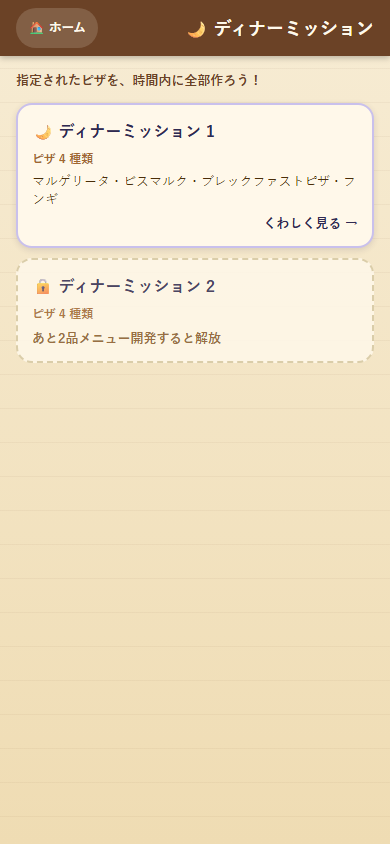 ホーム
ディナーミッション
指定されたピザを、時間内に全部作ろう！
ディナーミッション 1
ピザ 4 種類
マルゲリータ・ビスマルク・ブレックファストピザ・フ
ンギ
くわしく見る →
ディナーミッション 2
ピザ 4 種類
あと2品メニュー開発すると解放